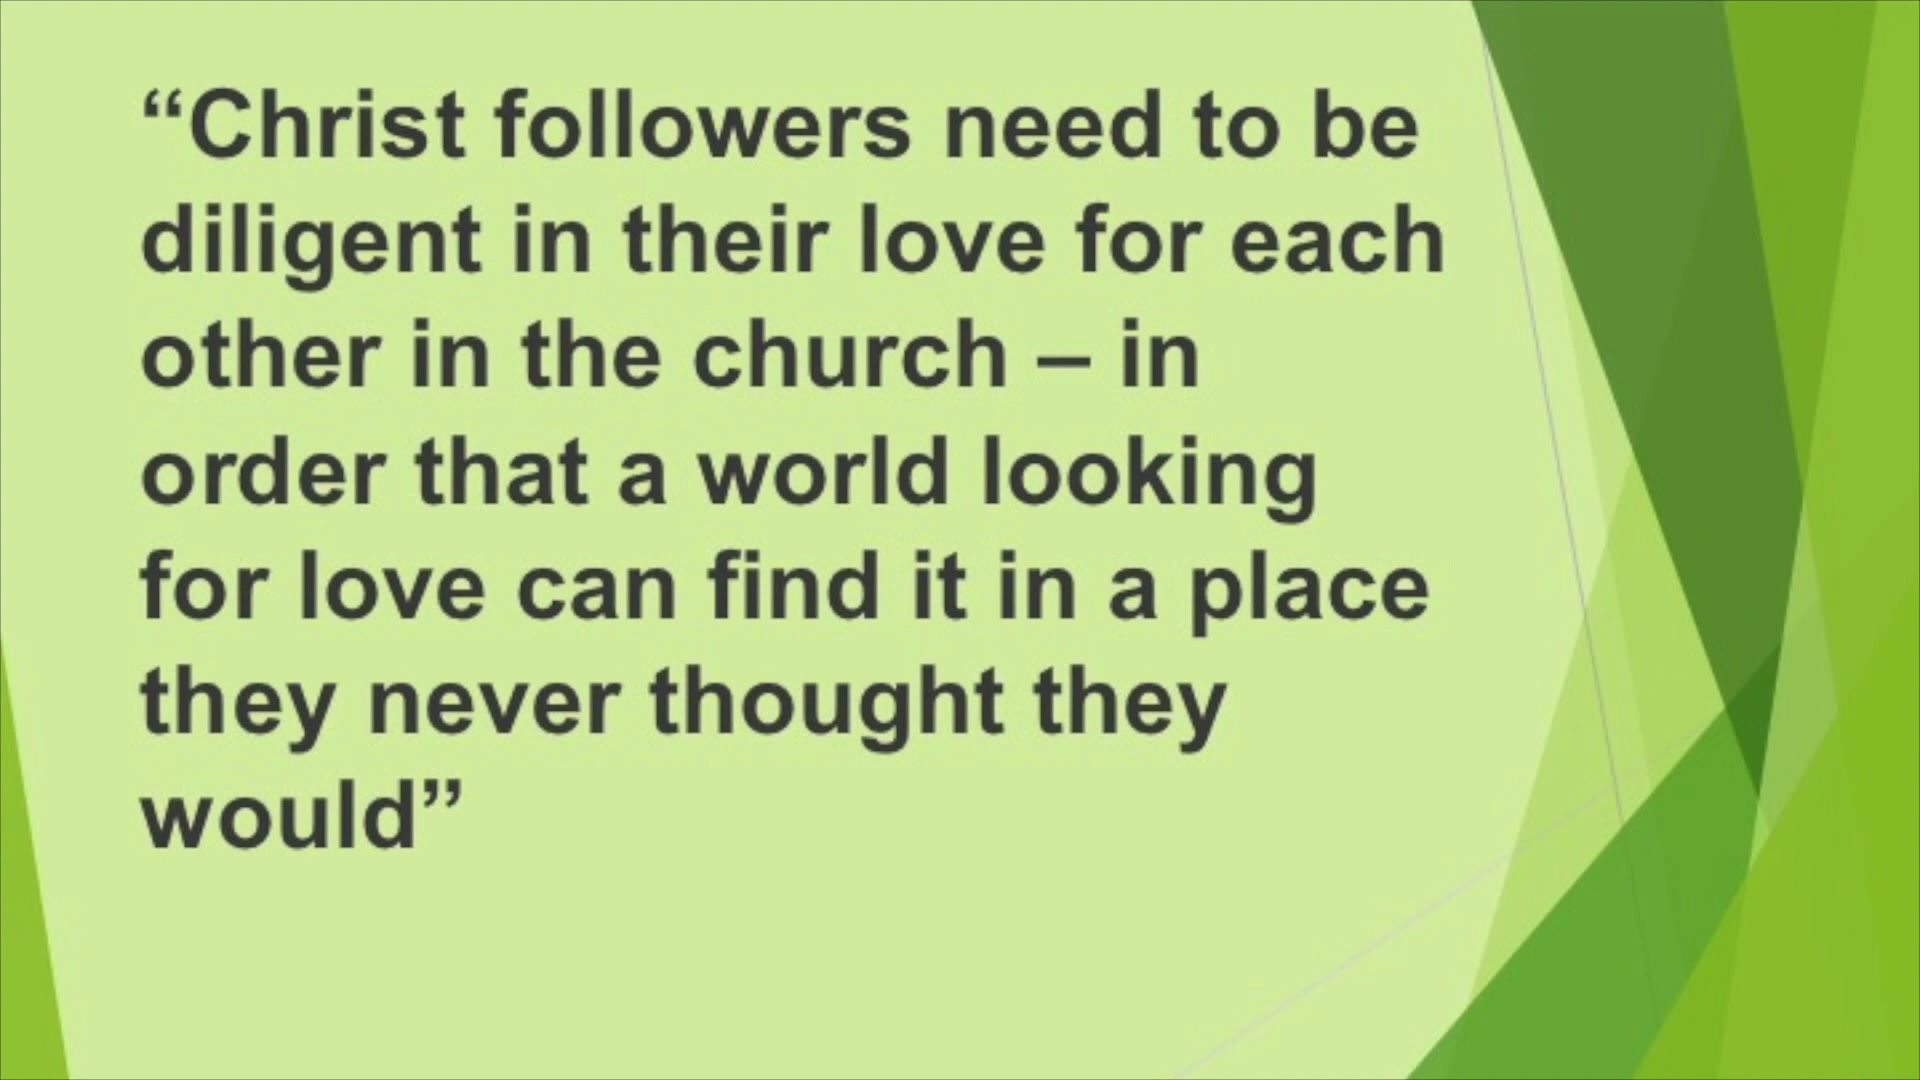 “Christ followers need to be
diligent in their love for each
other in the church – in
order that a world looking
for love can find it in a place
they never thought they
would”